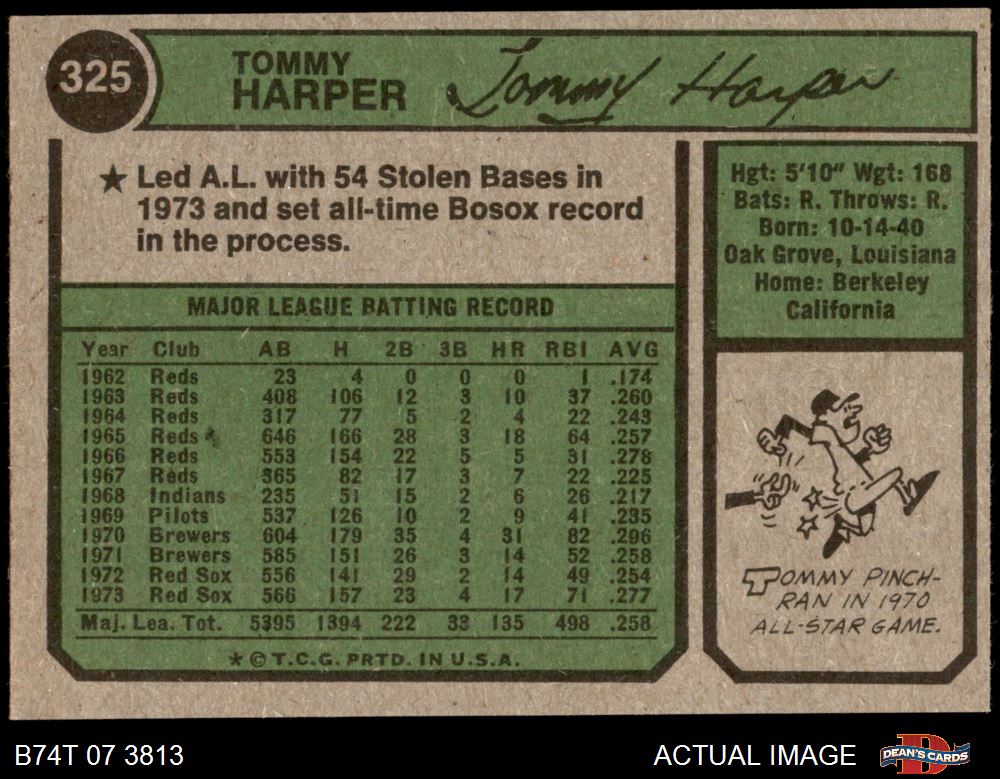 325
TOMMY
HARPER
Tommy Harper
★ Led A.L. with 54 Stolen Bases in
1973 and set all-time Bosox record
in the process.
MAJOR LEAGUE BATTING RECORD
Year Club AB H 2B 3B HR RBI AVG
1962 Reds 23 4 0 0 0 1 .174
1963 Reds 408 106 12 3 10 37 .260
1964 Reds 317 77 5 2 4 22 .243
1965 Reds 646 166 28 3 18 64 .257
1966 Reds 553 154 22 5 5 31 .278
1967 Reds 365 82 17 3 7 22 .225
1968 Indians 235 51 15 2 6 26 .217
1969 Pilots 537 126 10 2 9 41 .235
1970 Brewers 604 179 35 4 31 82 .296
1971 Brewers 585 151 26 3 14 52 .258
1972 Red Sox 556 141 29 2 14 49 .254
1973 Red Sox 566 157 23 4 17 71 .277
Maj. Lea. Tot. 5395 1394 222 33 135 498 .258
★ © T.C.G. PRTD. IN U.S.A.
Hgt: 5'10" Wgt: 168
Bats: R. Throws: R.
Born: 10-14-40
Oak Grove, Louisiana
Home: Berkeley
California
TOMMY PINCH-
RAN IN 1970
ALL-STAR GAME.
B74T 07 3813
ACTUAL IMAGE
DEAN'S CARDS